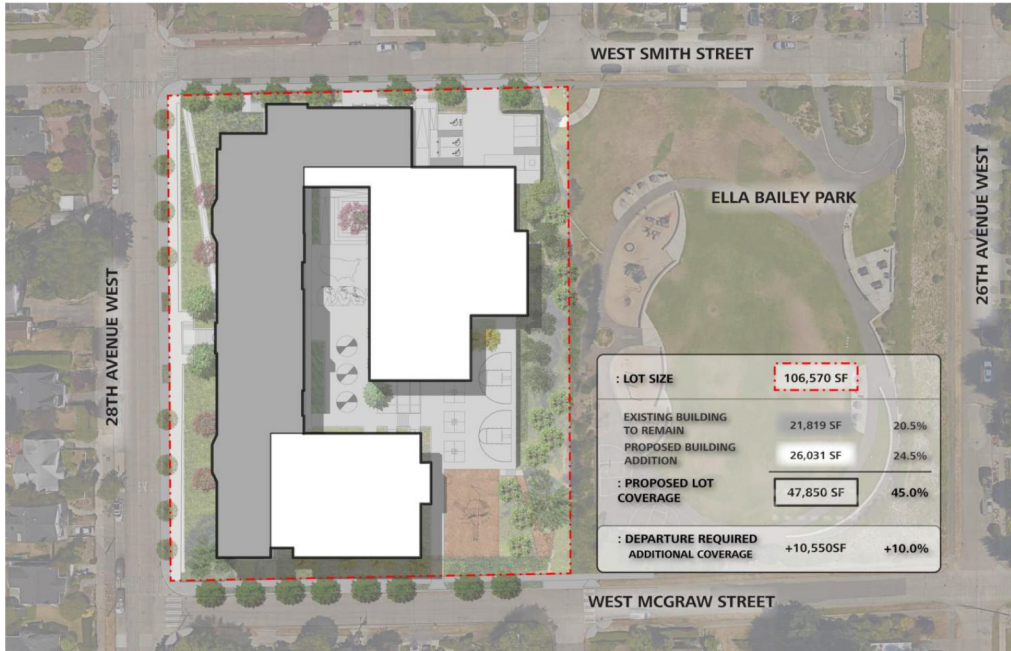 WEST SMITH STREET
ELLA BAILEY PARK
26TH AVENUE WEST
28TH AVENUE WEST
: LOT SIZE 106,570 SF
EXISTING BUILDING
TO REMAIN 21,819 SF 20.5%
PROPOSED BUILDING
ADDITION 26,031 SF 24.5%
: PROPOSED LOT
COVERAGE 47,850 SF 45.0%
: DEPARTURE REQUIRED
ADDITIONAL COVERAGE +10,550SF +10.0%
WEST MCGRAW STREET